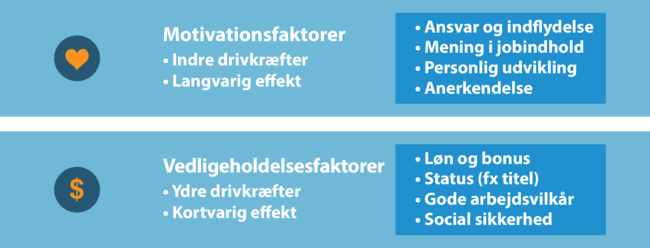 Motivationsfaktorer
• Indre drivkræfter
• Langvarig effekt
• Ansvar og indflydelse
• Mening i jobindhold
• Personlig udvikling
• Anerkendelse
$
Vedligeholdelsesfaktorer
• Ydre drivkræfter
• Kortvarig effekt
• Løn og bonus
• Status (fx titel)
• Gode arbejdsvilkår
• Social sikkerhed